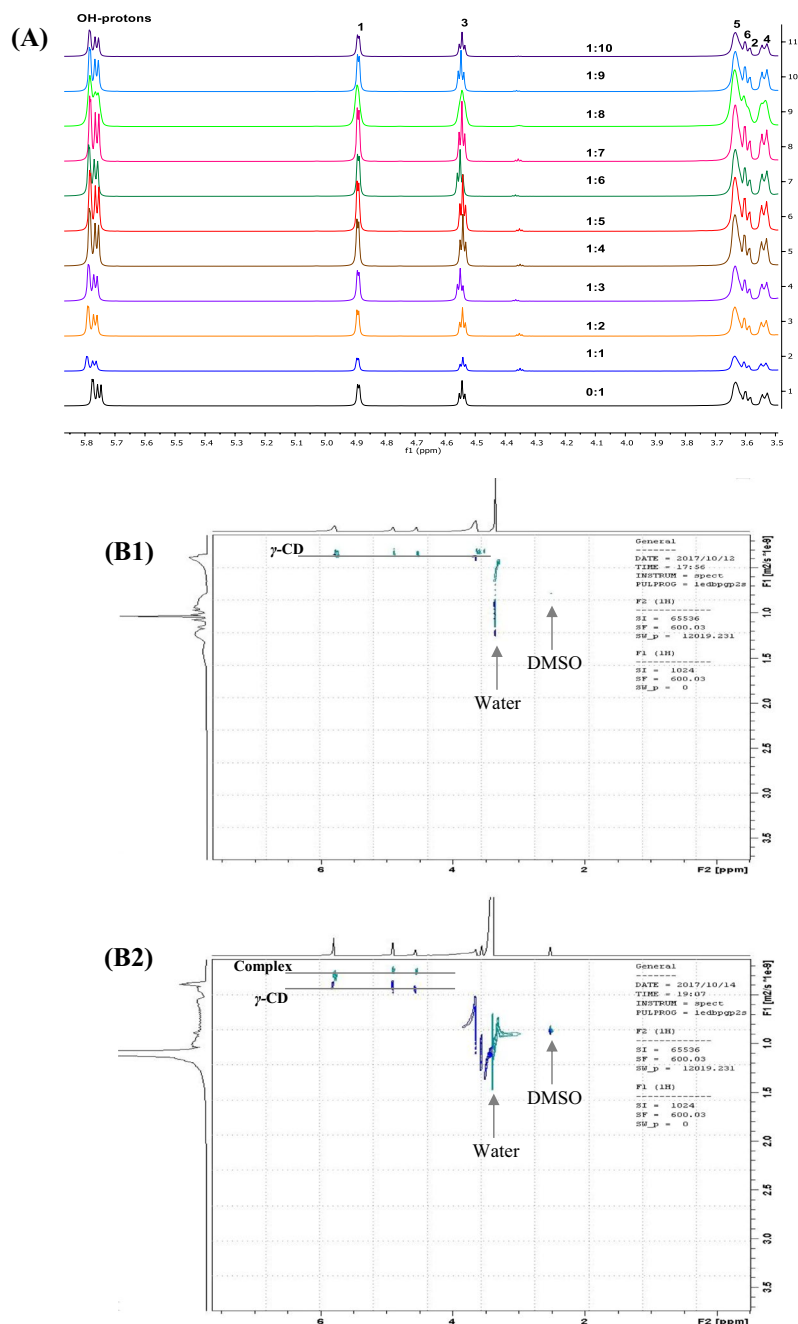 (A)
OH-protons
1
3
5
6
2
4
1:10
1:9
1:8
1:7
1:6
1:5
1:4
1:3
1:2
1:1
0:1
11
10
9
8
7
6
5
4
3
2
1
5.8 5.7 5.6 5.5 5.4 5.3 5.2 5.1 5.0 4.9 4.8 4.7 4.6 4.5 4.4 4.3 4.2 4.1 4.0 3.9 3.8 3.7 3.6 3.5
f1 (ppm)
(B1)
γ-CD
Water
DMSO
General
DATE = 2017/10/12
TIME = 17:56
INSTRUM = spect
PULPROG = ledbpgp2s
F2 (1H)
SI = 65536
SF = 600.03
SW_p = 12019.231
F1 (1H)
SI = 1024
SF = 600.03
SW_p = 0
F1 [m2/s *1e-9]
1.0
1.5
2.0
2.5
3.0
3.5
6 4 2 F2 [ppm]
(B2)
Complex
γ-CD
Water
DMSO
General
DATE = 2017/10/14
TIME = 19:07
INSTRUM = spect
PULPROG = ledbpgp2s
F2 (1H)
SI = 65536
SF = 600.03
SW_p = 12019.231
F1 (1H)
SI = 1024
SF = 600.03
SW_p = 0
F1 [m2/s *1e-9]
0.5
1.0
1.5
2.0
2.5
3.0
3.5
6 4 2 F2 [ppm]